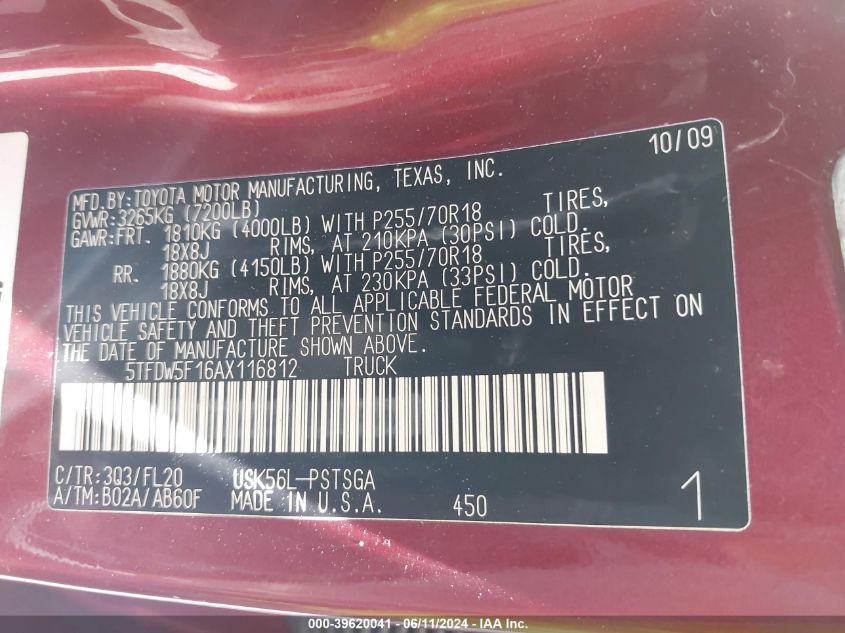 10/09
MFD.BY:TOYOTA MOTOR MANUFACTURING, TEXAS, INC.
GVWR:3265KG (7200LB)
GAWR:FRT. 1810KG (4000LB) WITH P255/70R18 TIRES,
18X8J RIMS, AT 210KPA (30PSI) COLD.
RR. 1880KG (4150LB) WITH P255/70R18 TIRES,
18X8J RIMS, AT 230KPA (33PSI) COLD.
THIS VEHICLE CONFORMS TO ALL APPLICABLE FEDERAL MOTOR
VEHICLE SAFETY AND THEFT PREVENTION STANDARDS IN EFFECT ON
THE DATE OF MANUFACTURE SHOWN ABOVE.
5TFDW5F16AX116812 TRUCK
C/TR:3Q3/FL20 USK56L-PSTSGA
A/TM:B02A/AB60F MADE IN U.S.A. 450 1
000-39620041 - 06/11/2024 - IAA Inc.